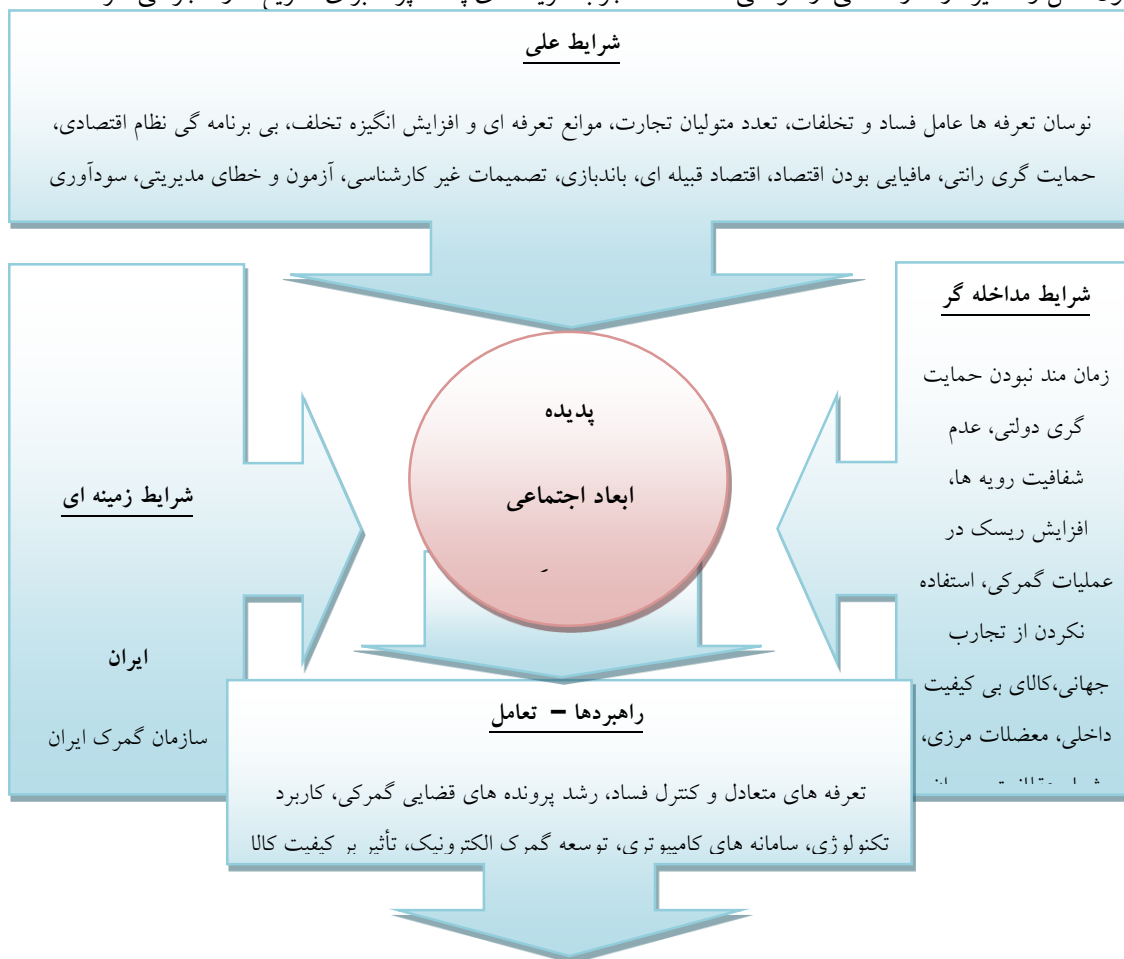 شرایط علی
نوسان تعرفه ها عامل فساد و تخلفات، تعدد متولیان تجارت، موانع تعرفه ای و افزایش انگیزه تخلف، بی برنامه گی نظام اقتصادی،
حمایت گری رانتی، مافیایی بودن اقتصاد، اقتصاد قبیله ای، باندبازی، تصمیمات غیر کارشناسی، آزمون و خطای مدیریتی، سودآوری
شرایط مداخله گر
زمان مند نبودن حمایت
گری دولتی، عدم
شفافیت رویه ها،
افزایش ریسک در
عملیات گمرکی، استفاده
نکردن از تجارب
جهانی،کالای بی کیفیت
داخلی، معضلات مرزی،
پدیده
ابعاد اجتماعی
شرایط زمینه ای
ایران
سازمان گمرک ایران
راهبردها – تعامل
تعرفه های متعادل و کنترل فساد، رشد پرونده های قضایی گمرکی، کاربرد
تکنولوژی، سامانه های کامپیوتری، توسعه گمرک الکترونیک، تأثیر بر کیفیت کالا